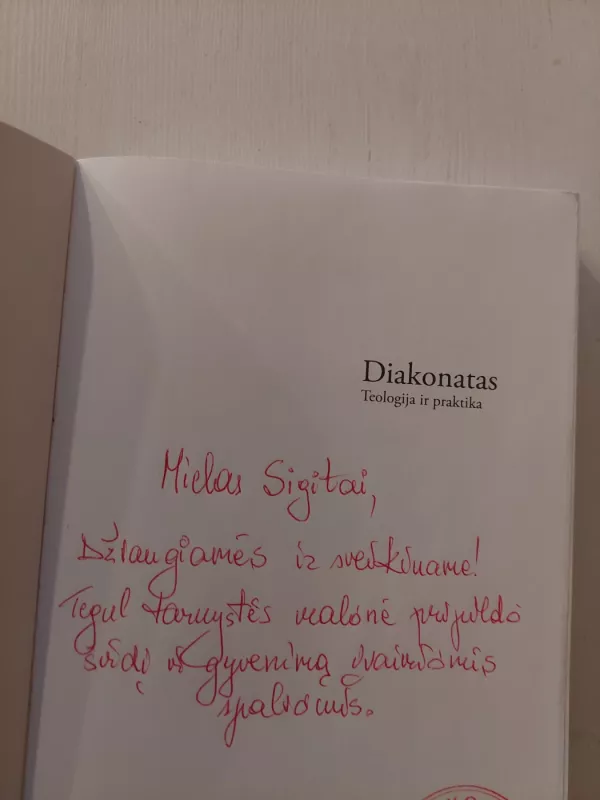 Diakonatas
Teologija ir praktika
Mielas Sigitai,
Džiaugiamės ir sveikiname!
Tegul tarnystės malonė pripildo
širdį ir gyvenimą įvairiomis
spalvomis.